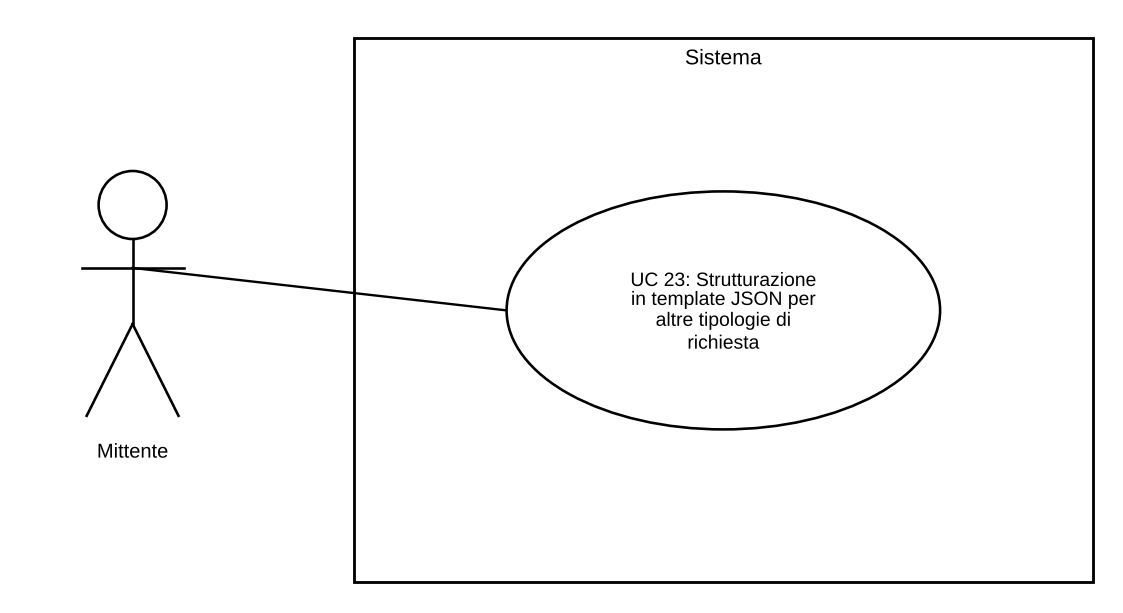 Sistema
UC 23: Strutturazione
in template JSON per
altre tipologie di
richiesta
Mittente